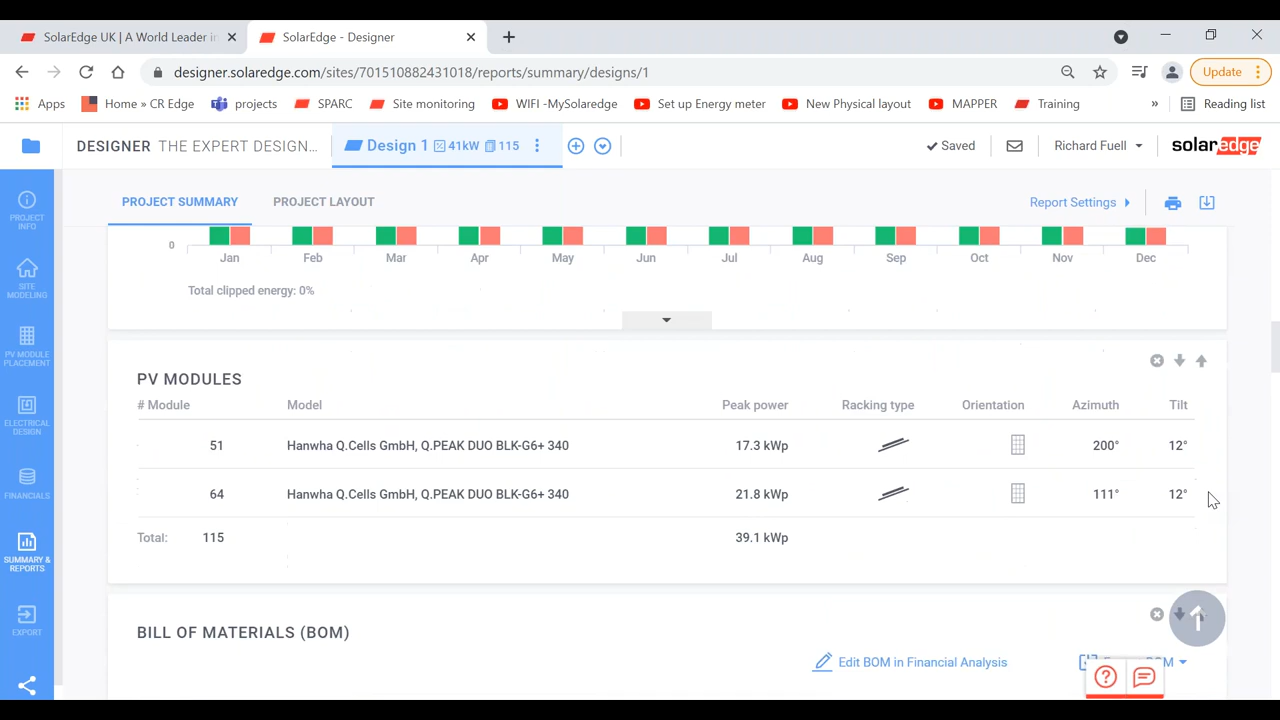 SolarEdge UK | A World Leader in
SolarEdge - Designer
designer.solaredge.com/sites/701510882431018/reports/summary/designs/1
Update
Apps
Home » CR Edge
projects
SPARC
Site monitoring
WIFI -MySolaredge
Set up Energy meter
New Physical layout
MAPPER
Training
»
Reading list
DESIGNER THE EXPERT DESIGN...
Design 1 41kW 115
Saved
Richard Fuell
solaredge
PROJECT SUMMARY
PROJECT LAYOUT
Report Settings
PROJECT INFO
SITE MODELING
PV MODULE PLACEMENT
ELECTRICAL DESIGN
FINANCIALS
SUMMARY & REPORTS
EXPORT
0
Jan Feb Mar Apr May Jun Jul Aug Sep Oct Nov Dec
Total clipped energy: 0%
PV MODULES
# Module Model Peak power Racking type Orientation Azimuth Tilt
51 Hanwha Q.Cells GmbH, Q.PEAK DUO BLK-G6+ 340 17.3 kWp 200° 12°
64 Hanwha Q.Cells GmbH, Q.PEAK DUO BLK-G6+ 340 21.8 kWp 111° 12°
Total: 115 39.1 kWp
BILL OF MATERIALS (BOM)
Edit BOM in Financial Analysis